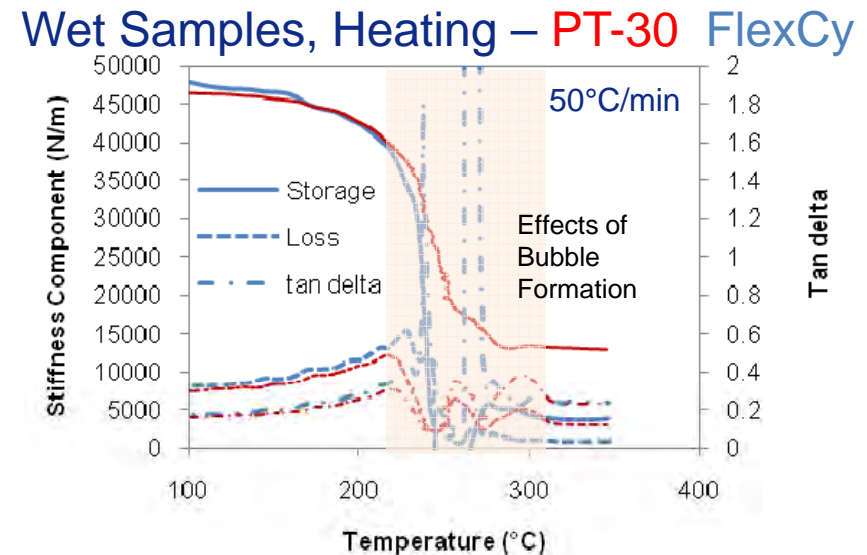 Wet Samples, Heating – PT-30 FlexCy
50000
45000
40000
35000
30000
25000
20000
15000
10000
5000
0
Stiffness Component (N/m)
Storage
Loss
tan delta
50°C/min
Effects of
Bubble
Formation
2
1.8
1.6
1.4
1.2
1
0.8
0.6
0.4
0.2
0
Tan delta
100
200
300
400
Temperature (°C)